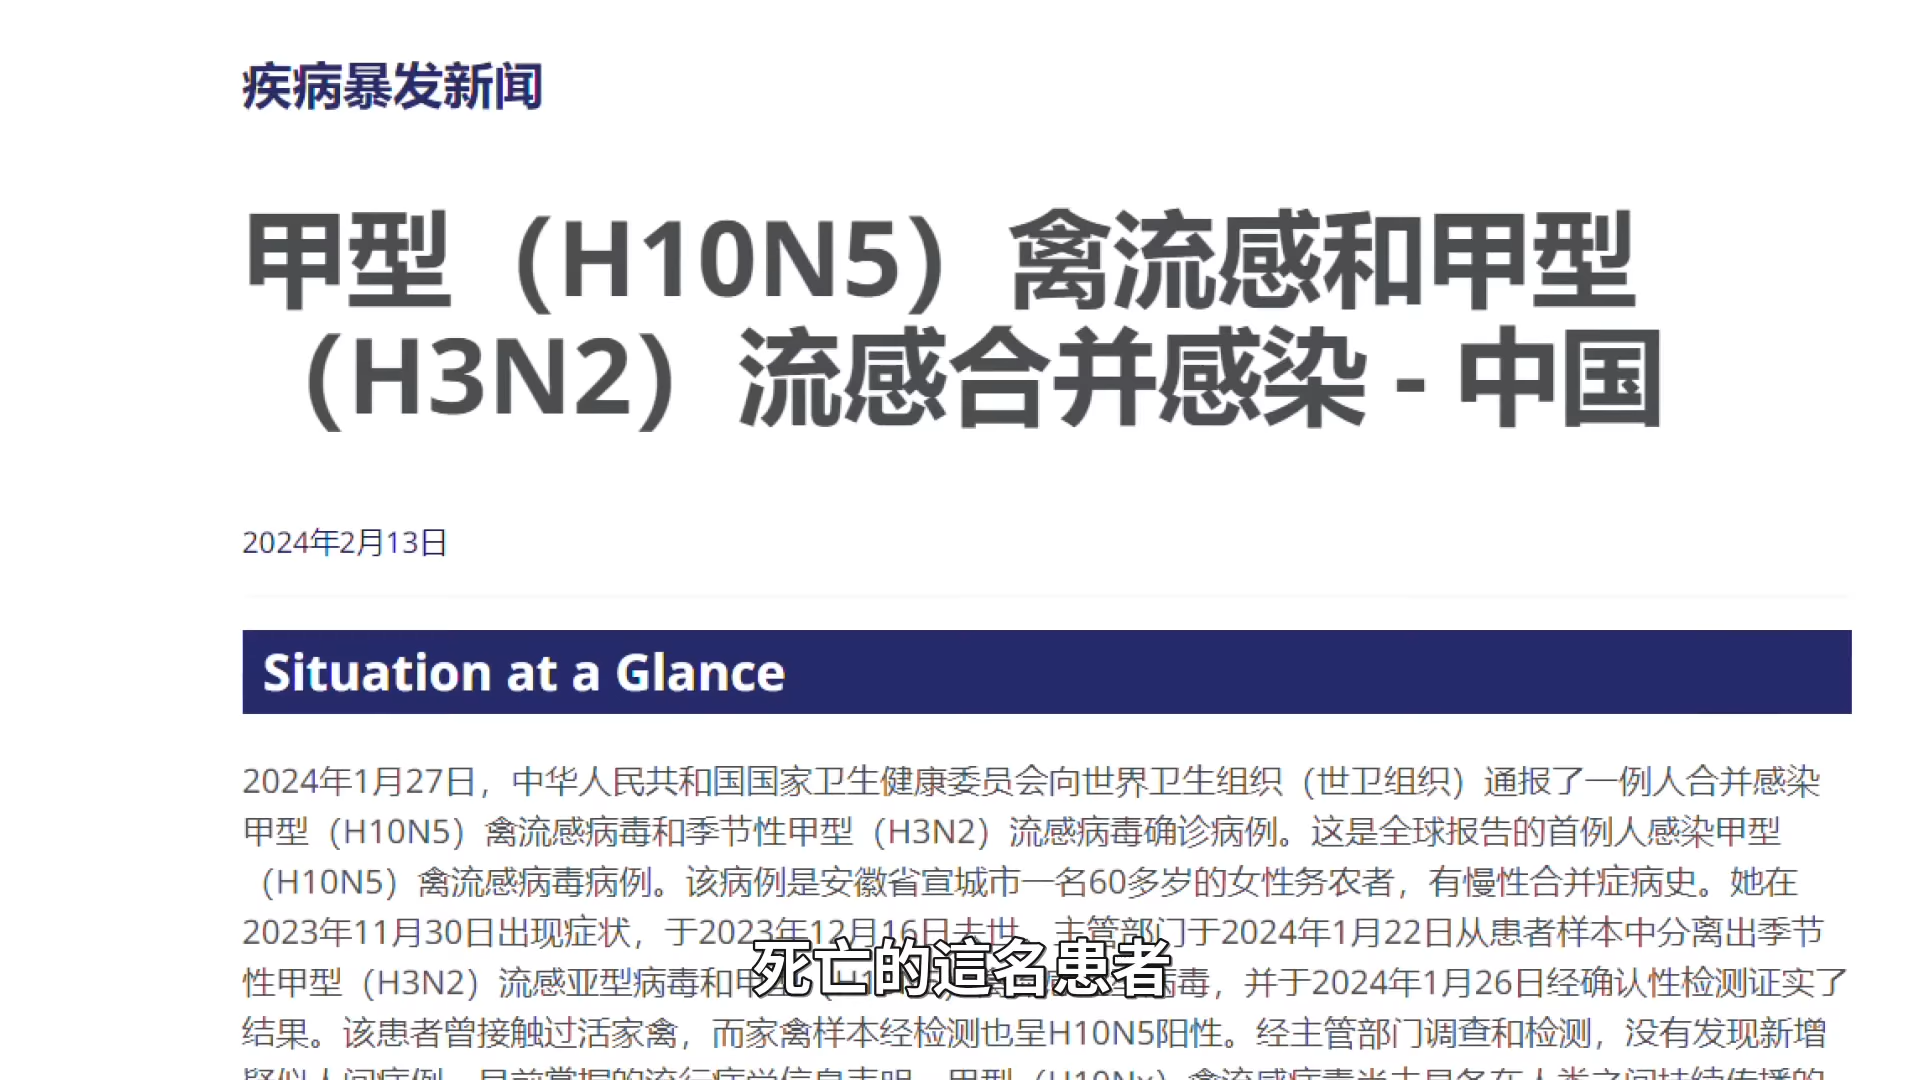 疾病暴发新闻
甲型（H10N5）禽流感和甲型
（H3N2）流感合并感染 - 中国
2024年2月13日
Situation at a Glance
2024年1月27日，中华人民共和国国家卫生健康委员会向世界卫生组织（世卫组织）通报了一例人合并感染
甲型（H10N5）禽流感病毒和季节性甲型（H3N2）流感病毒确诊病例。这是全球报告的首例人感染甲型
（H10N5）禽流感病毒病例。该病例是安徽省宣城市一名60多岁的女性务农者，有慢性合并症病史。她在
2023年11月30日出现症状，于2023年12月16日去世。主管部门于2024年1月22日从患者样本中分离出季节
死亡的這名患者
性甲型（H3N2）流感亚型病毒和甲 病毒，并于2024年1月26日经确认性检测证实了
结果。该患者曾接触过活家禽，而家禽样本经检测也呈H10N5阳性。经主管部门调查和检测，没有发现新增